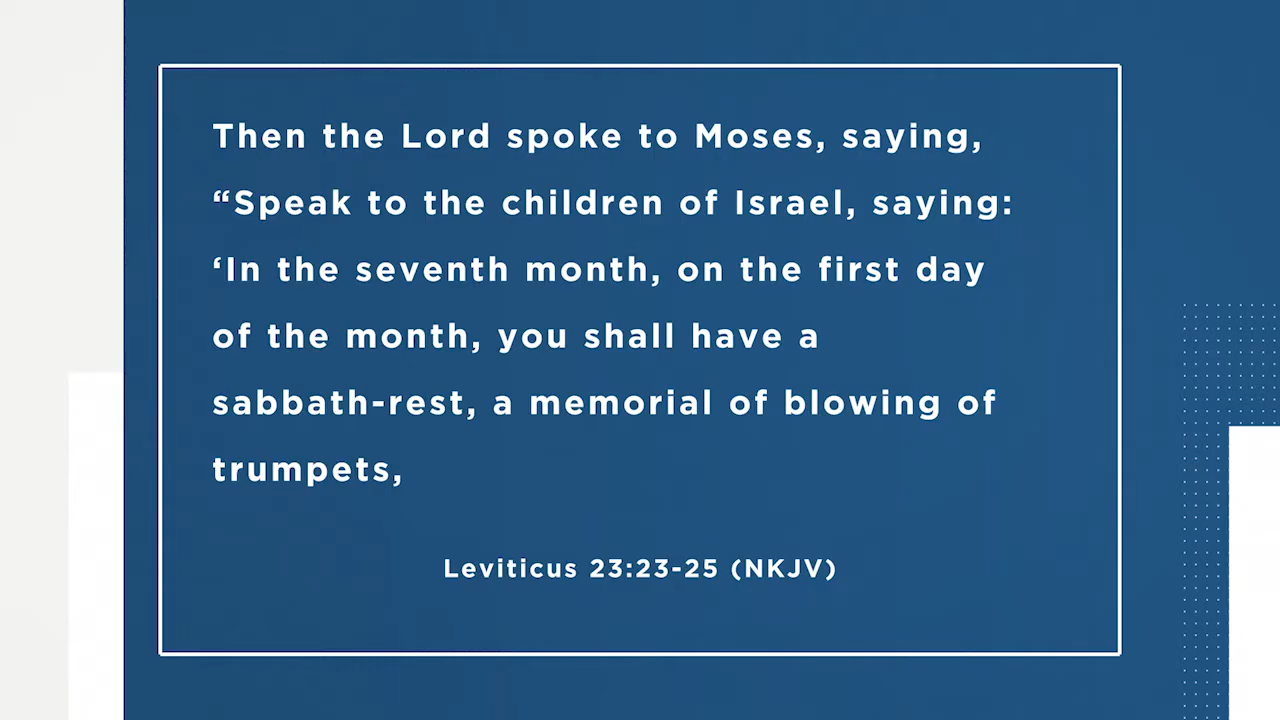 Then the Lord spoke to Moses, saying,
“Speak to the children of Israel, saying:
‘In the seventh month, on the first day
of the month, you shall have a
sabbath-rest, a memorial of blowing of
trumpets,
Leviticus 23:23-25 (NKJV)